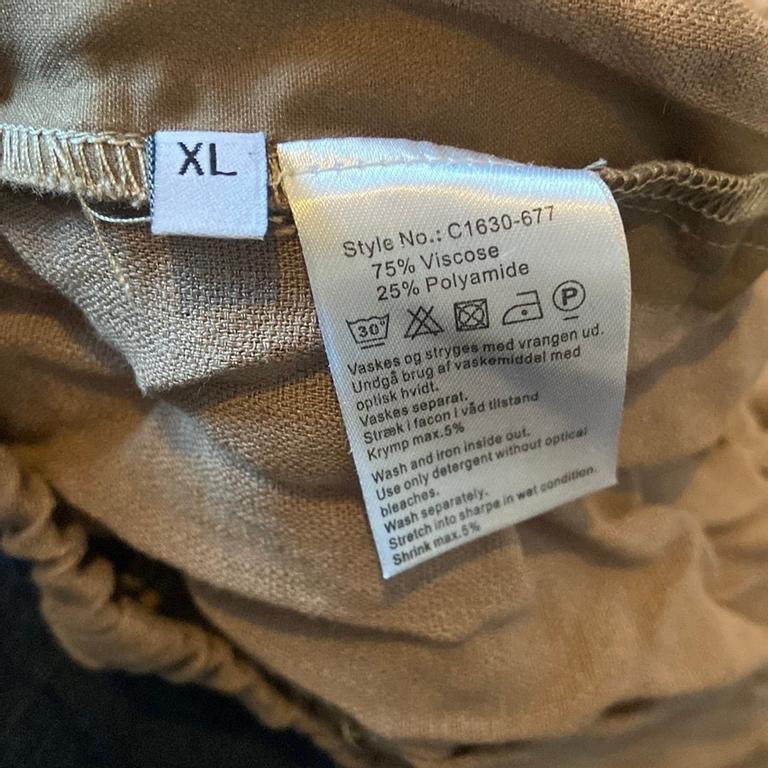 XL
Style No.: C1630-677
75% Viscose
25% Polyamide
30° P
Vaskes og stryges med vrangen ud.
Undgå brug af vaskemiddel med
optisk hvidt.
Vaskes separat.
Stræk i facon i våd tilstand
Krymp max.5%
Wash and iron inside out.
Use only detergent without optical
bleaches.
Wash separately.
Stretch into sharpe in wet condition.
Shrink max.5%